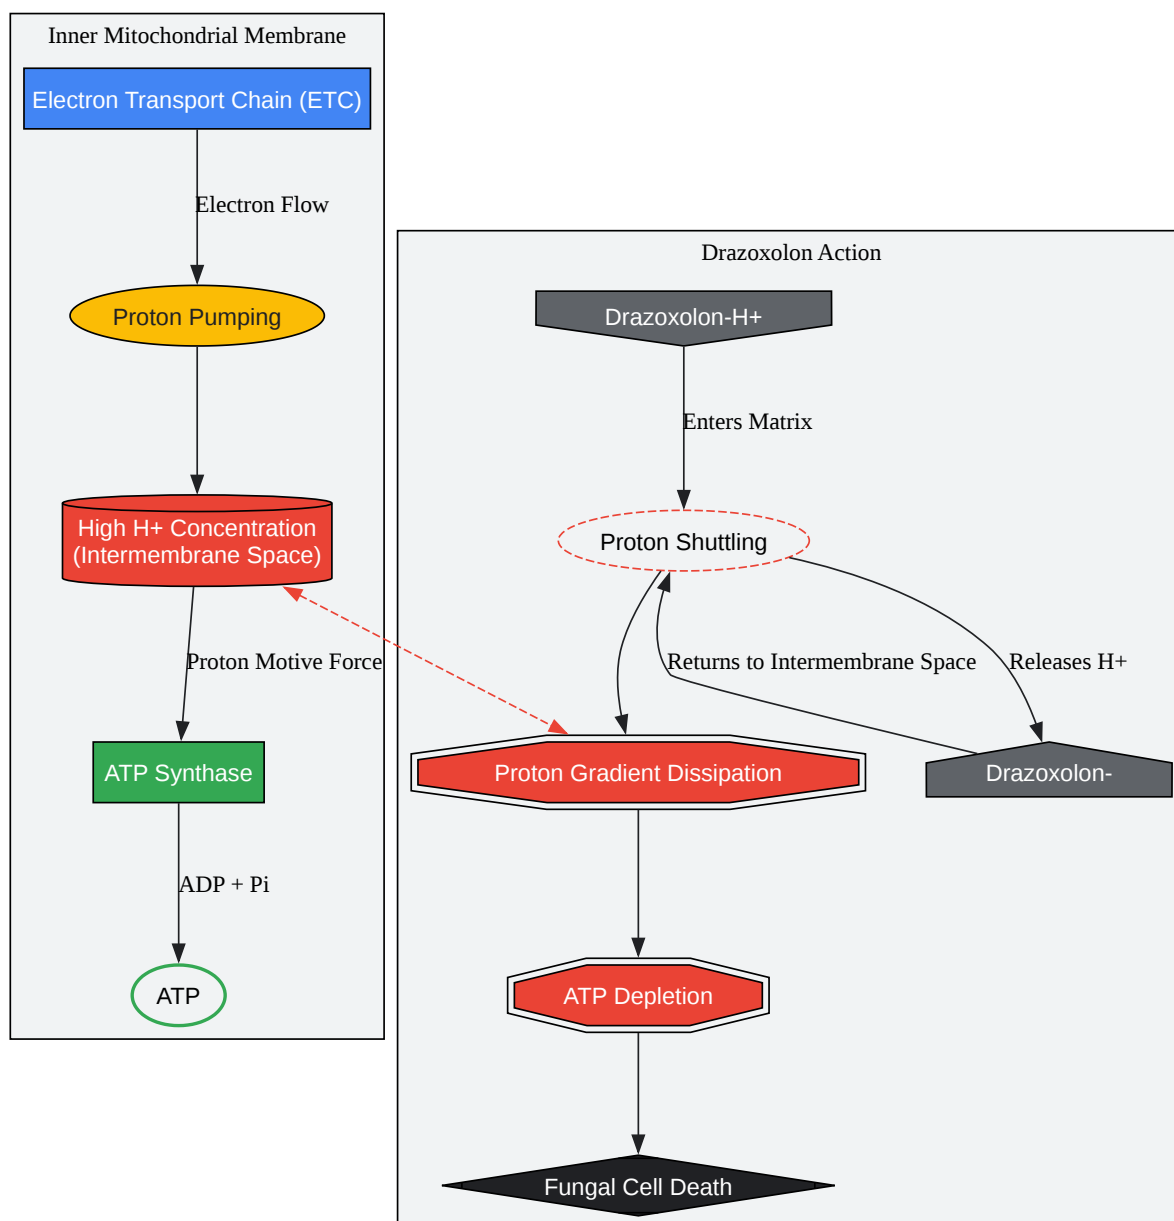 Inner Mitochondrial Membrane
Electron Transport Chain (ETC)
Electron Flow
Proton Pumping
High H+ Concentration
(Intermembrane Space)
Proton Motive Force
ATP Synthase
ADP + Pi
ATP
Drazoxolon Action
Drazoxolon-H+
Enters Matrix
Proton Shuttling
Returns to Intermembrane Space
Releases H+
Proton Gradient Dissipation
Drazoxolon-
ATP Depletion
Fungal Cell Death